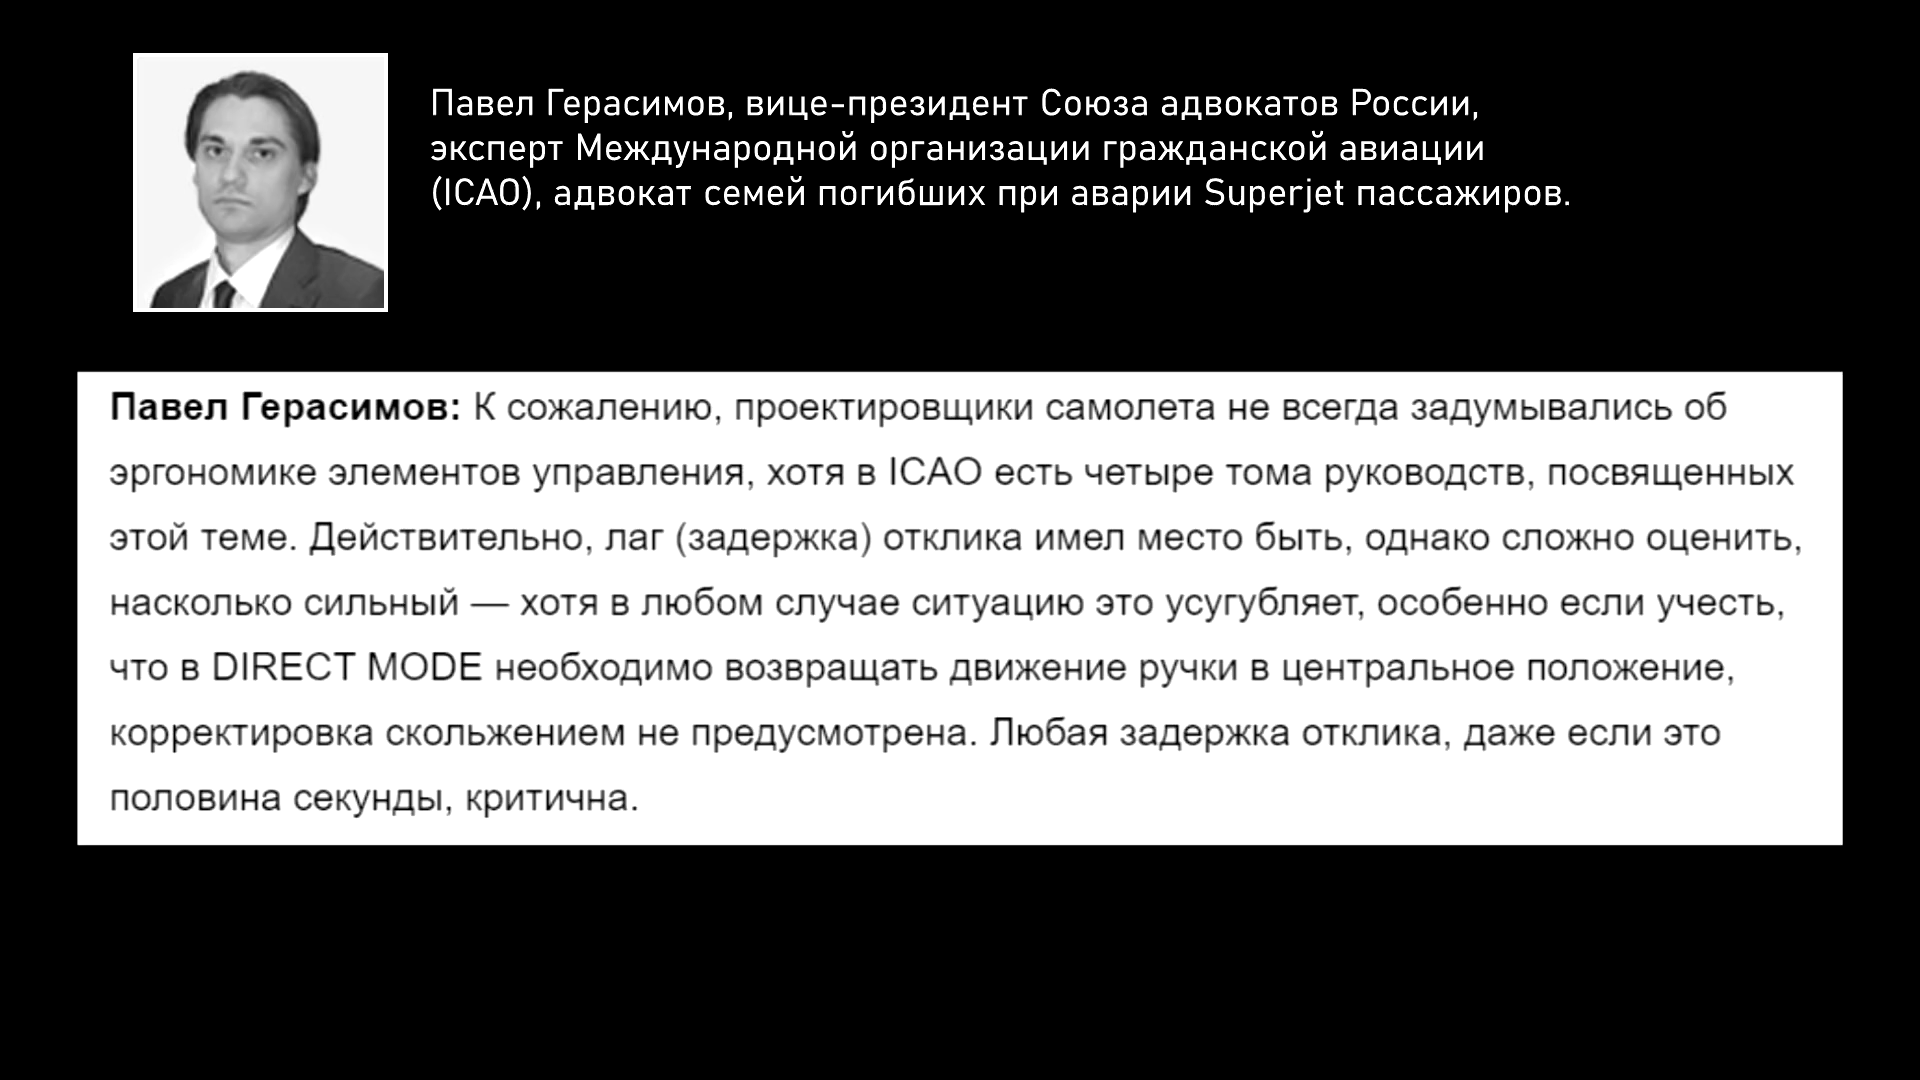 Павел Герасимов, вице-президент Союза адвокатов России,
эксперт Международной организации гражданской авиации
(ICAO), адвокат семей погибших при аварии Superjet пассажиров.
Павел Герасимов: К сожалению, проектировщики самолета не всегда задумывались об
эргономике элементов управления, хотя в ICAO есть четыре тома руководств, посвященных
этой теме. Действительно, лаг (задержка) отклика имел место быть, однако сложно оценить,
насколько сильный — хотя в любом случае ситуацию это усугубляет, особенно если учесть,
что в DIRECT MODE необходимо возвращать движение ручки в центральное положение,
корректировка скольжением не предусмотрена. Любая задержка отклика, даже если это
половина секунды, критична.